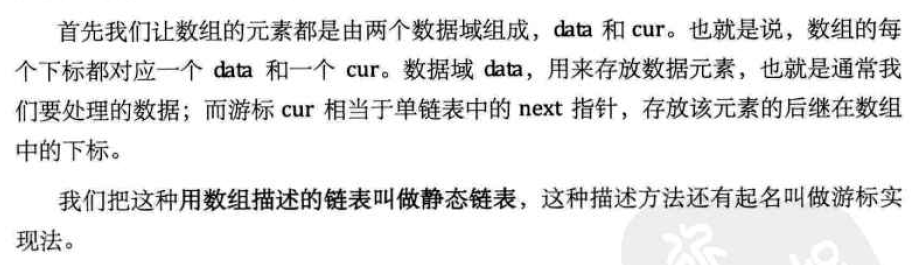 首先我们让数组的元素都是由两个数据域组成，data 和 cur。也就是说，数组的每
个下标都对应一个 data 和一个 cur。数据域 data，用来存放数据元素，也就是通常我
们要处理的数据；而游标 cur 相当于单链表中的 next 指针，存放该元素的后继在数组
中的下标。
我们把这种用数组描述的链表叫做静态链表，这种描述方法还有起名叫做游标实
现法。